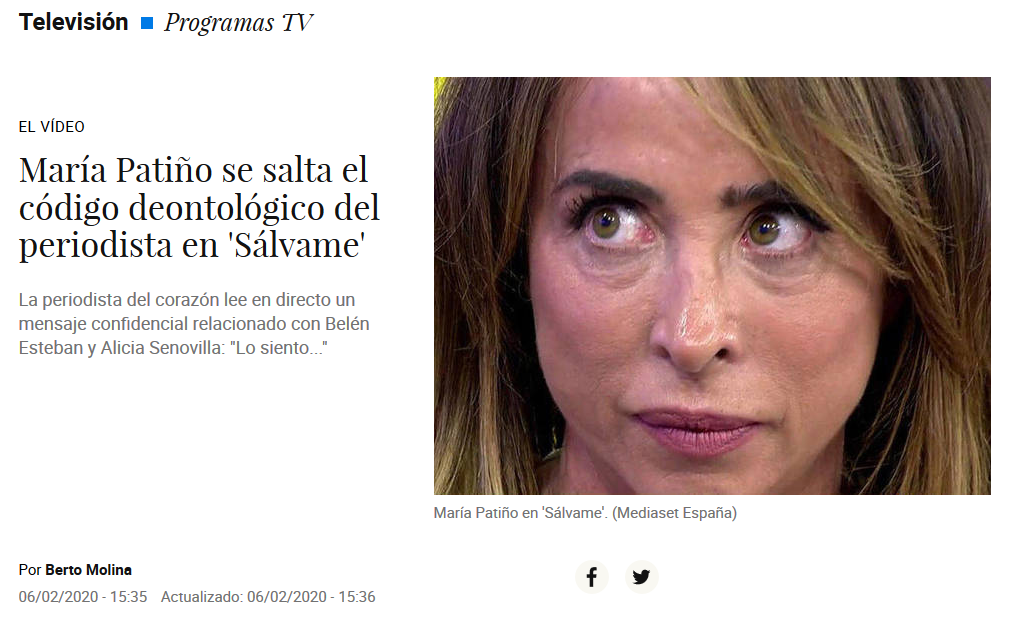 Televisión Programas TV
EL VÍDEO
María Patiño se salta el
código deontológico del
periodista en 'Sálvame'
La periodista del corazón lee en directo un
mensaje confidencial relacionado con Belén
Esteban y Alicia Senovilla: "Lo siento..."
María Patiño en 'Sálvame'. (Mediaset España)
Por Berto Molina
06/02/2020 - 15:35 Actualizado: 06/02/2020 - 15:36